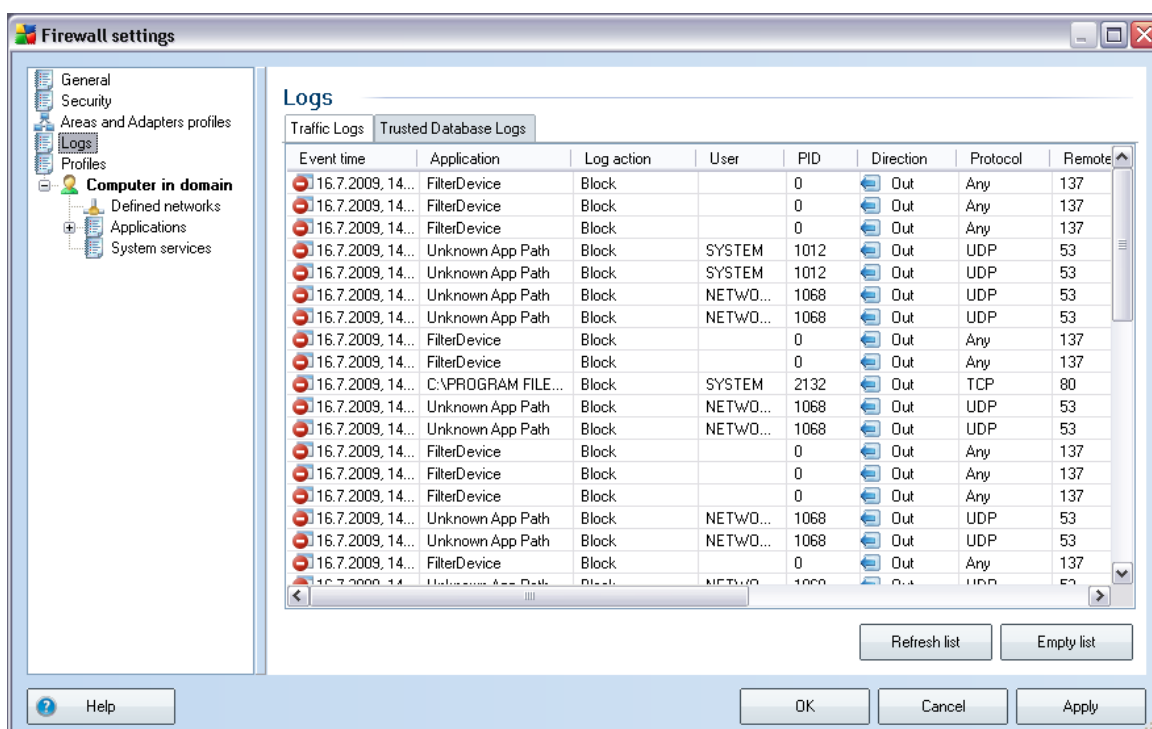 Firewall settings
General
Security
Areas and Adapters profiles
Logs
Profiles
Computer in domain
Defined networks
Applications
System services
Logs
Traffic Logs Trusted Database Logs
Event time Application Log action User PID Direction Protocol Remote
16.7.2009, 14... FilterDevice Block 0 Out Any 137
16.7.2009, 14... FilterDevice Block 0 Out Any 137
16.7.2009, 14... FilterDevice Block 0 Out Any 137
16.7.2009, 14... Unknown App Path Block SYSTEM 1012 Out UDP 53
16.7.2009, 14... Unknown App Path Block SYSTEM 1012 Out UDP 53
16.7.2009, 14... Unknown App Path Block NETWO... 1068 Out UDP 53
16.7.2009, 14... Unknown App Path Block NETWO... 1068 Out UDP 53
16.7.2009, 14... FilterDevice Block 0 Out Any 137
16.7.2009, 14... FilterDevice Block 0 Out Any 137
16.7.2009, 14... C:\PROGRAM FILE... Block SYSTEM 2132 Out TCP 80
16.7.2009, 14... Unknown App Path Block NETWO... 1068 Out UDP 53
16.7.2009, 14... Unknown App Path Block NETWO... 1068 Out UDP 53
16.7.2009, 14... FilterDevice Block 0 Out Any 137
16.7.2009, 14... FilterDevice Block 0 Out Any 137
16.7.2009, 14... FilterDevice Block 0 Out Any 137
16.7.2009, 14... Unknown App Path Block NETWO... 1068 Out UDP 53
16.7.2009, 14... Unknown App Path Block NETWO... 1068 Out UDP 53
16.7.2009, 14... FilterDevice Block 0 Out Any 137
Refresh list Empty list
Help OK Cancel Apply